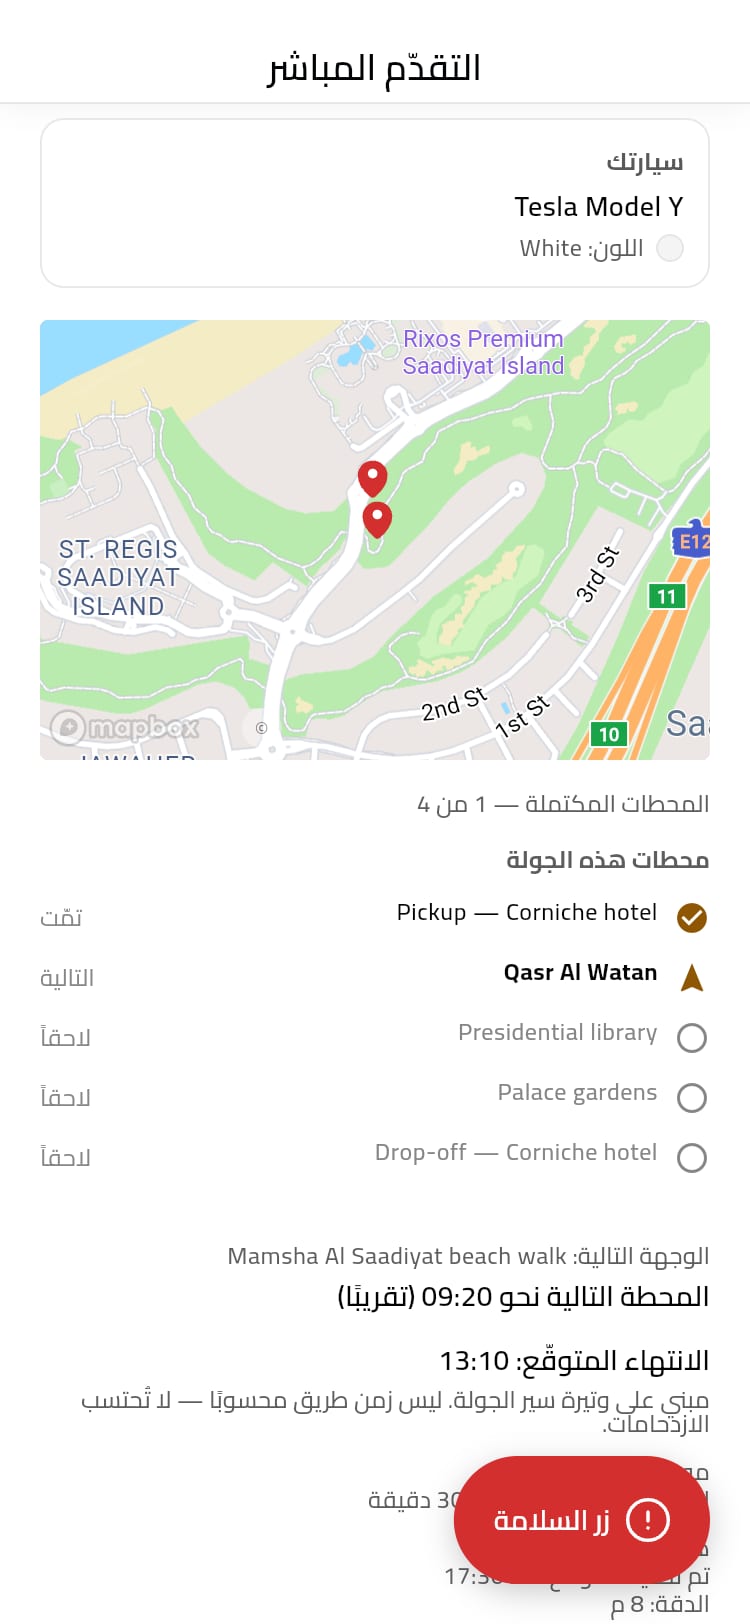 التقدّم المباشر
سيارتك
Tesla Model Y
اللون: White
Rixos Premium
Saadiyat Island
ST. REGIS
SAADIYAT
ISLAND
3rd St
E12
11
2nd St
1st St
10
mapbox
©
المحطات المكتملة — 1 من 4
محطات هذه الجولة
Pickup — Corniche hotel
تمّت
Qasr Al Watan
التالية
Presidential library
لاحقاً
Palace gardens
لاحقاً
Drop-off — Corniche hotel
لاحقاً
الوجهة التالية: Mamsha Al Saadiyat beach walk
المحطة التالية نحو 09:20 (تقريبًا)
الانتهاء المتوقّع: 13:10
مبني على وتيرة سير الجولة. ليس زمن طريق محسوبًا — لا تُحتسب
الازدحامات.
دقيقة
زر السلامة
تم
الدقة: 8 م